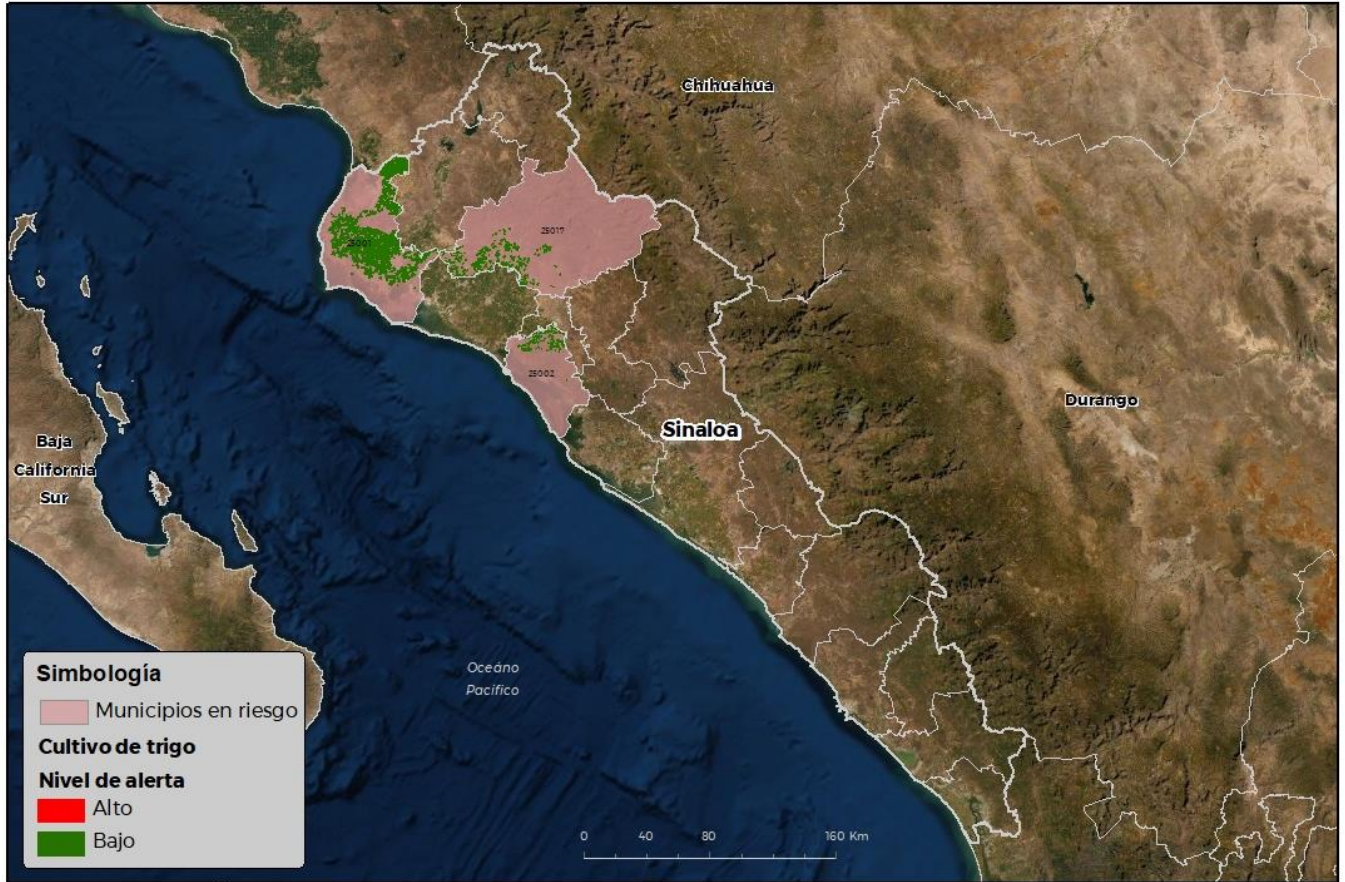 Chihuahua
25017
25001
25002
Durango
Sinaloa
Baja
California
Sur
Oceáno
Pacifico
Simbología
Municipios en riesgo
Cultivo de trigo
Nivel de alerta
Alto
Bajo
0 40 80 160 Km